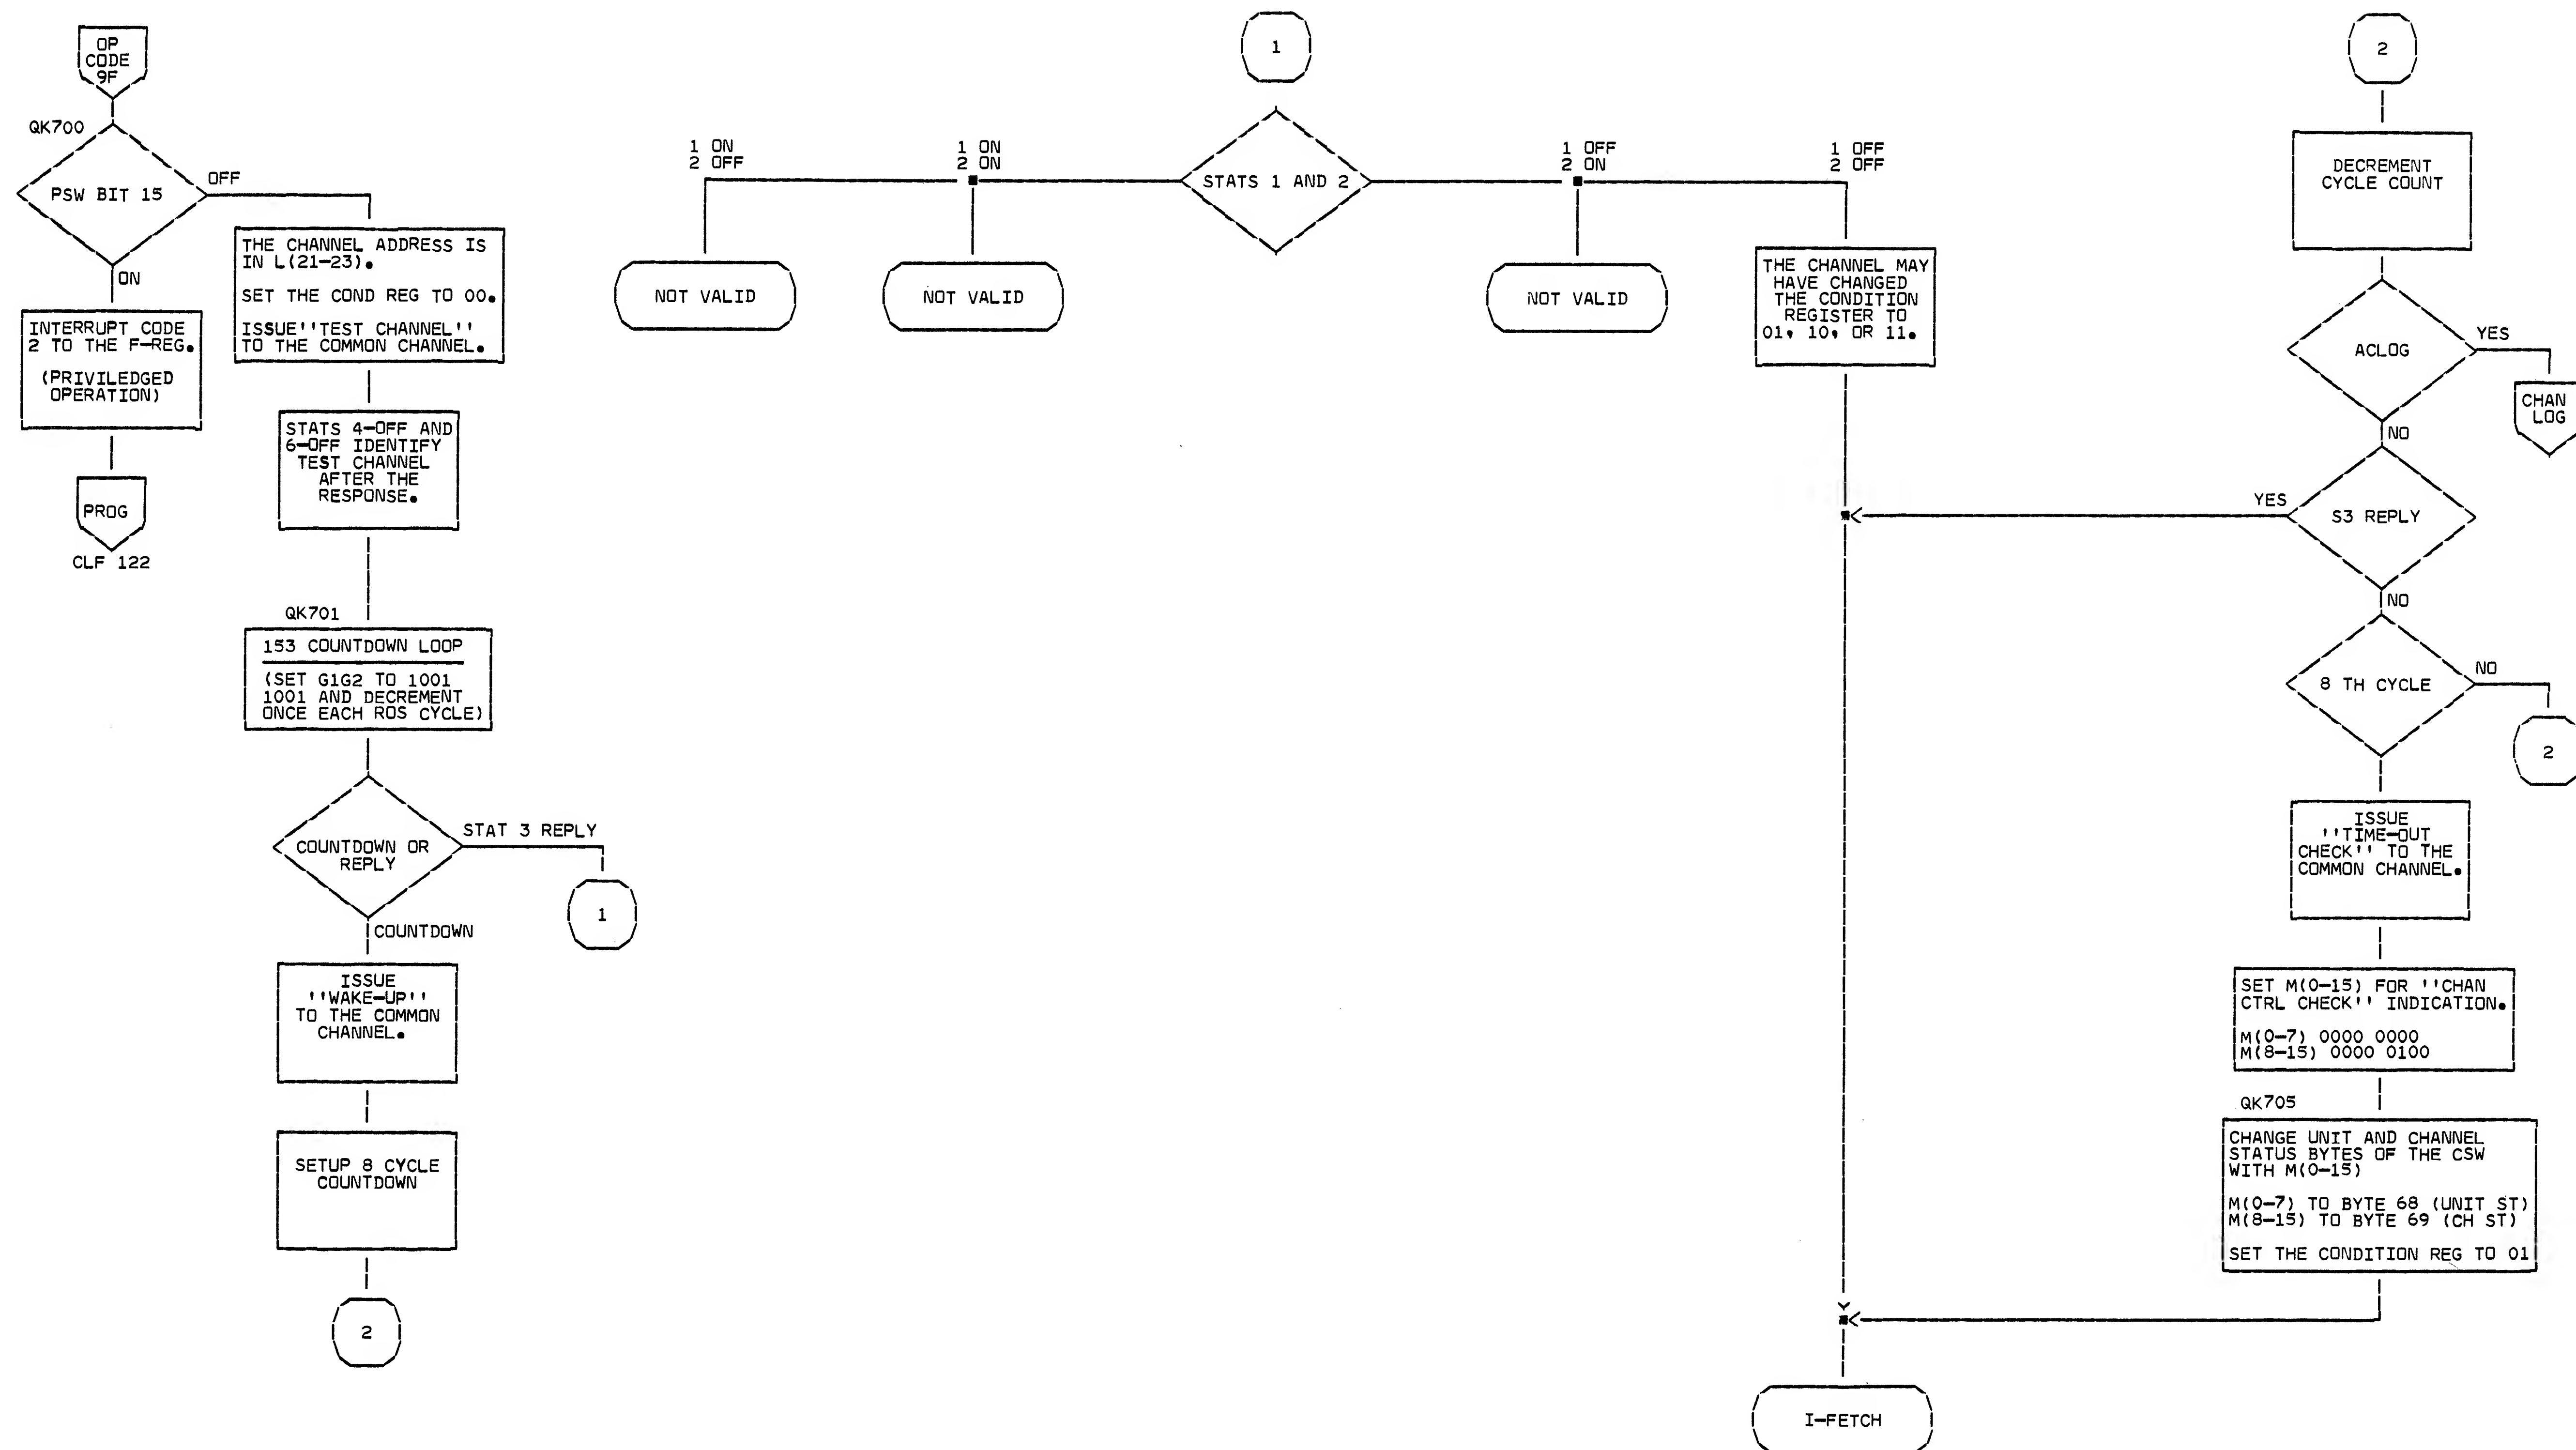 OP
CODE
9F
QK700
PSW BIT 15
OFF
ON
INTERRUPT CODE
2 TO THE F-REG.
(PRIVILEDGED
OPERATION)
PROG
CLF 122
THE CHANNEL ADDRESS IS
IN L(21-23).
SET THE COND REG TO 00.
ISSUE''TEST CHANNEL''
TO THE COMMON CHANNEL.
STATS 4-OFF AND
6-OFF IDENTIFY
TEST CHANNEL
AFTER THE
RESPONSE.
QK701
153 COUNTDOWN LOOP
(SET G1G2 TO 1001
1001 AND DECREMENT
ONCE EACH ROS CYCLE)
COUNTDOWN OR
REPLY
STAT 3 REPLY
1
COUNTDOWN
ISSUE
''WAKE-UP''
TO THE COMMON
CHANNEL.
SETUP 8 CYCLE
COUNTDOWN
2
1
STATS 1 AND 2
1 ON
2 OFF
1 ON
2 ON
1 OFF
2 ON
1 OFF
2 OFF
NOT VALID
NOT VALID
NOT VALID
THE CHANNEL MAY
HAVE CHANGED
THE CONDITION
REGISTER TO
01, 10, OR 11.
2
DECREMENT
CYCLE COUNT
ACLOG
YES
CHAN
LOG
NO
S3 REPLY
YES
NO
8 TH CYCLE
NO
2
ISSUE
''TIME-OUT
CHECK'' TO THE
COMMON CHANNEL.
SET M(0-15) FOR ''CHAN
CTRL CHECK'' INDICATION.
M(0-7) 0000 0000
M(8-15) 0000 0100
QK705
CHANGE UNIT AND CHANNEL
STATUS BYTES OF THE CSW
WITH M(0-15)
M(0-7) TO BYTE 68 (UNIT ST)
M(8-15) TO BYTE 69 (CH ST)
SET THE CONDITION REG TO 01
I-FETCH